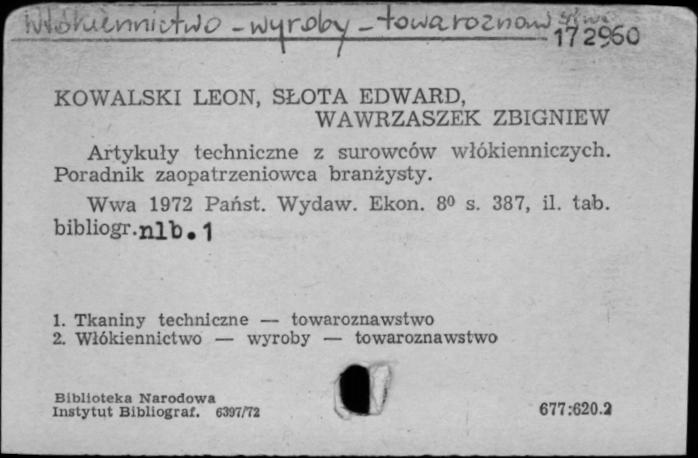 Włókiennictwo - wyroby - towaroznaw
172960
KOWALSKI LEON, SŁOTA EDWARD,
WAWRZASZEK ZBIGNIEW
Artykuły techniczne z surowców włókienniczych.
Poradnik zaopatrzeniowca branżysty.
Wwa 1972 Państ. Wydaw. Ekon. 8⁰ s. 387, il. tab.
bibliogr. nlb. 1
1. Tkaniny techniczne — towaroznawstwo
2. Włókiennictwo — wyroby — towaroznawstwo
Biblioteka Narodowa
Instytut Bibliograf. 6397/72
677:620.2